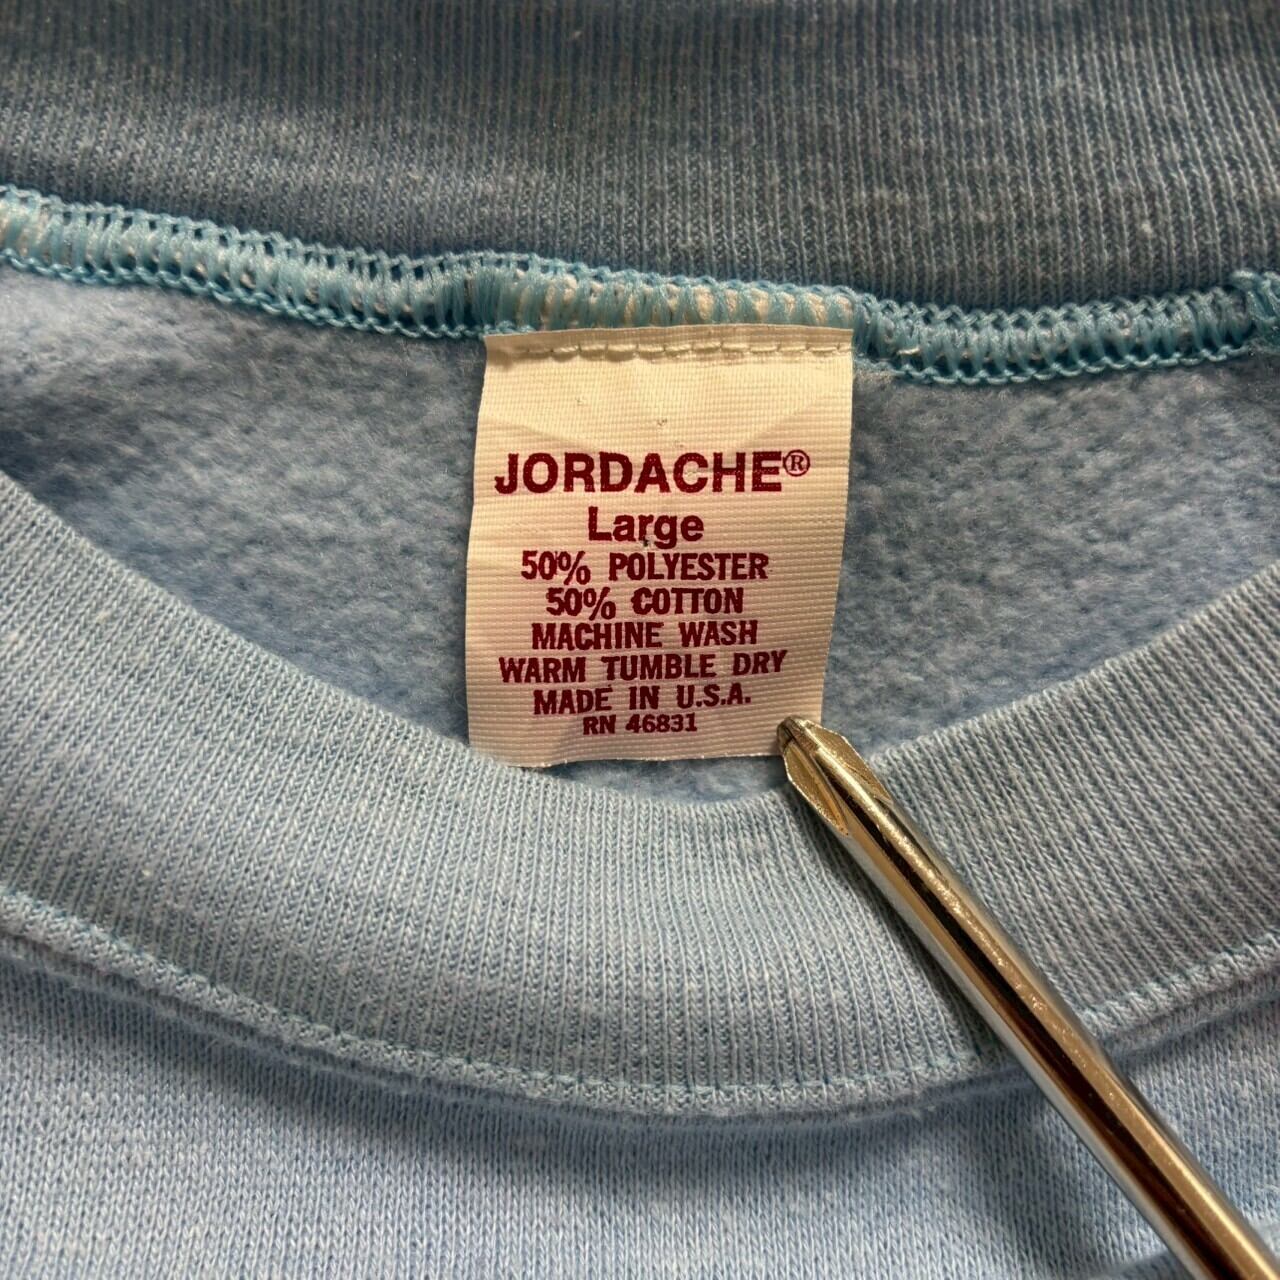 JORDACHE®
Large
50% POLYESTER
50% COTTON
MACHINE WASH
WARM TUMBLE DRY
MADE IN U.S.A.
RN 46831